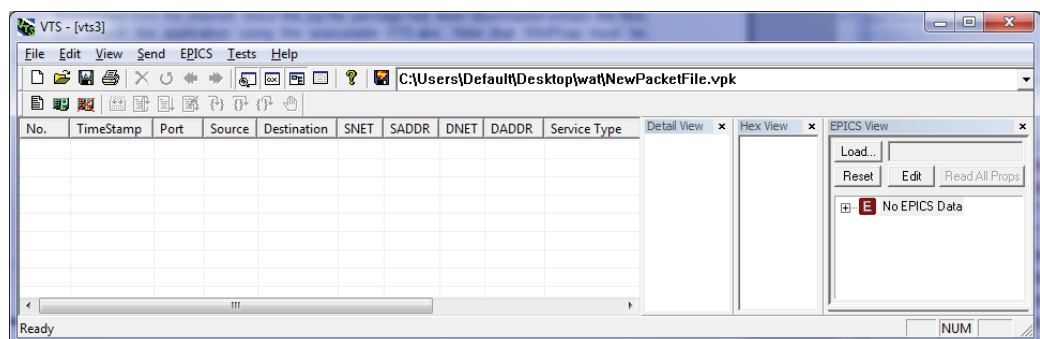 VTS - [vts3]
File Edit View Send EPICS Tests Help
C:\Users\Default\Desktop\wat\NewPacketFile.vpk
No. TimeStamp Port Source Destination SNET SADDR DNET DADDR Service Type
Detail View
Hex View
EPICS View
Load...
Reset Edit Read All Props
E No EPICS Data
Ready
NUM